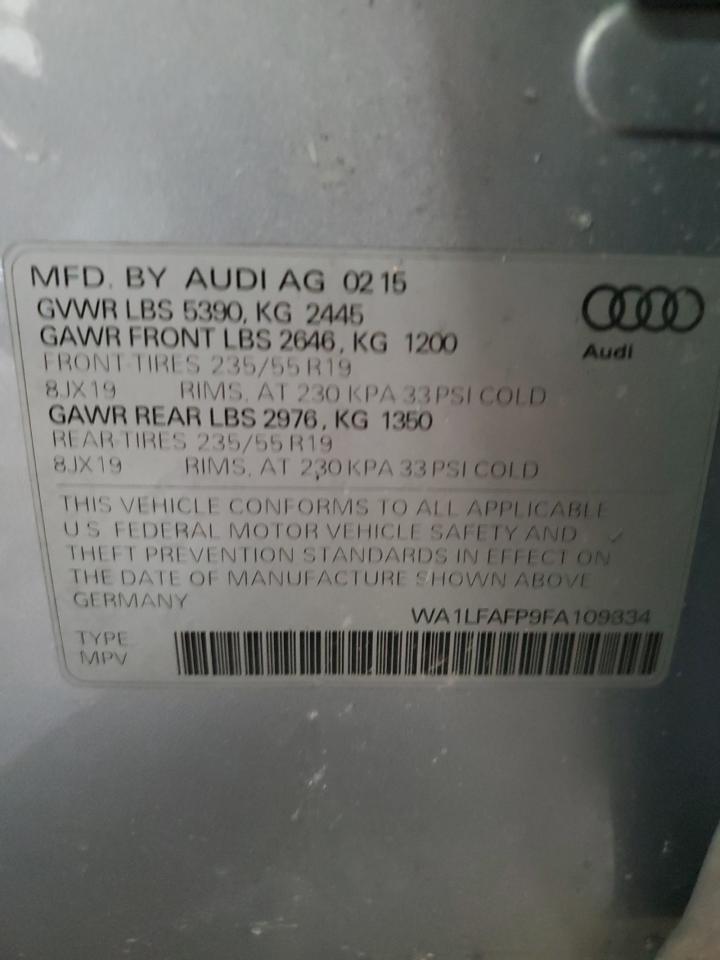 MFD. BY AUDI AG 02 15
GVWR LBS 5390, KG 2445
GAWR FRONT LBS 2646, KG 1200
FRONT-TIRES 235/55 R19
8JX19 RIMS, AT 230 KPA 33 PSI COLD
GAWR REAR LBS 2976, KG 1350
REAR-TIRES 235/55 R19
8JX19 RIMS, AT 230 KPA 33 PSI COLD
Audi
THIS VEHICLE CONFORMS TO ALL APPLICABLE
U.S. FEDERAL MOTOR VEHICLE SAFETY AND
THEFT PREVENTION STANDARDS IN EFFECT ON
THE DATE OF MANUFACTURE SHOWN ABOVE
GERMANY
WA1LFAFP9FA109334
TYPE
MPV